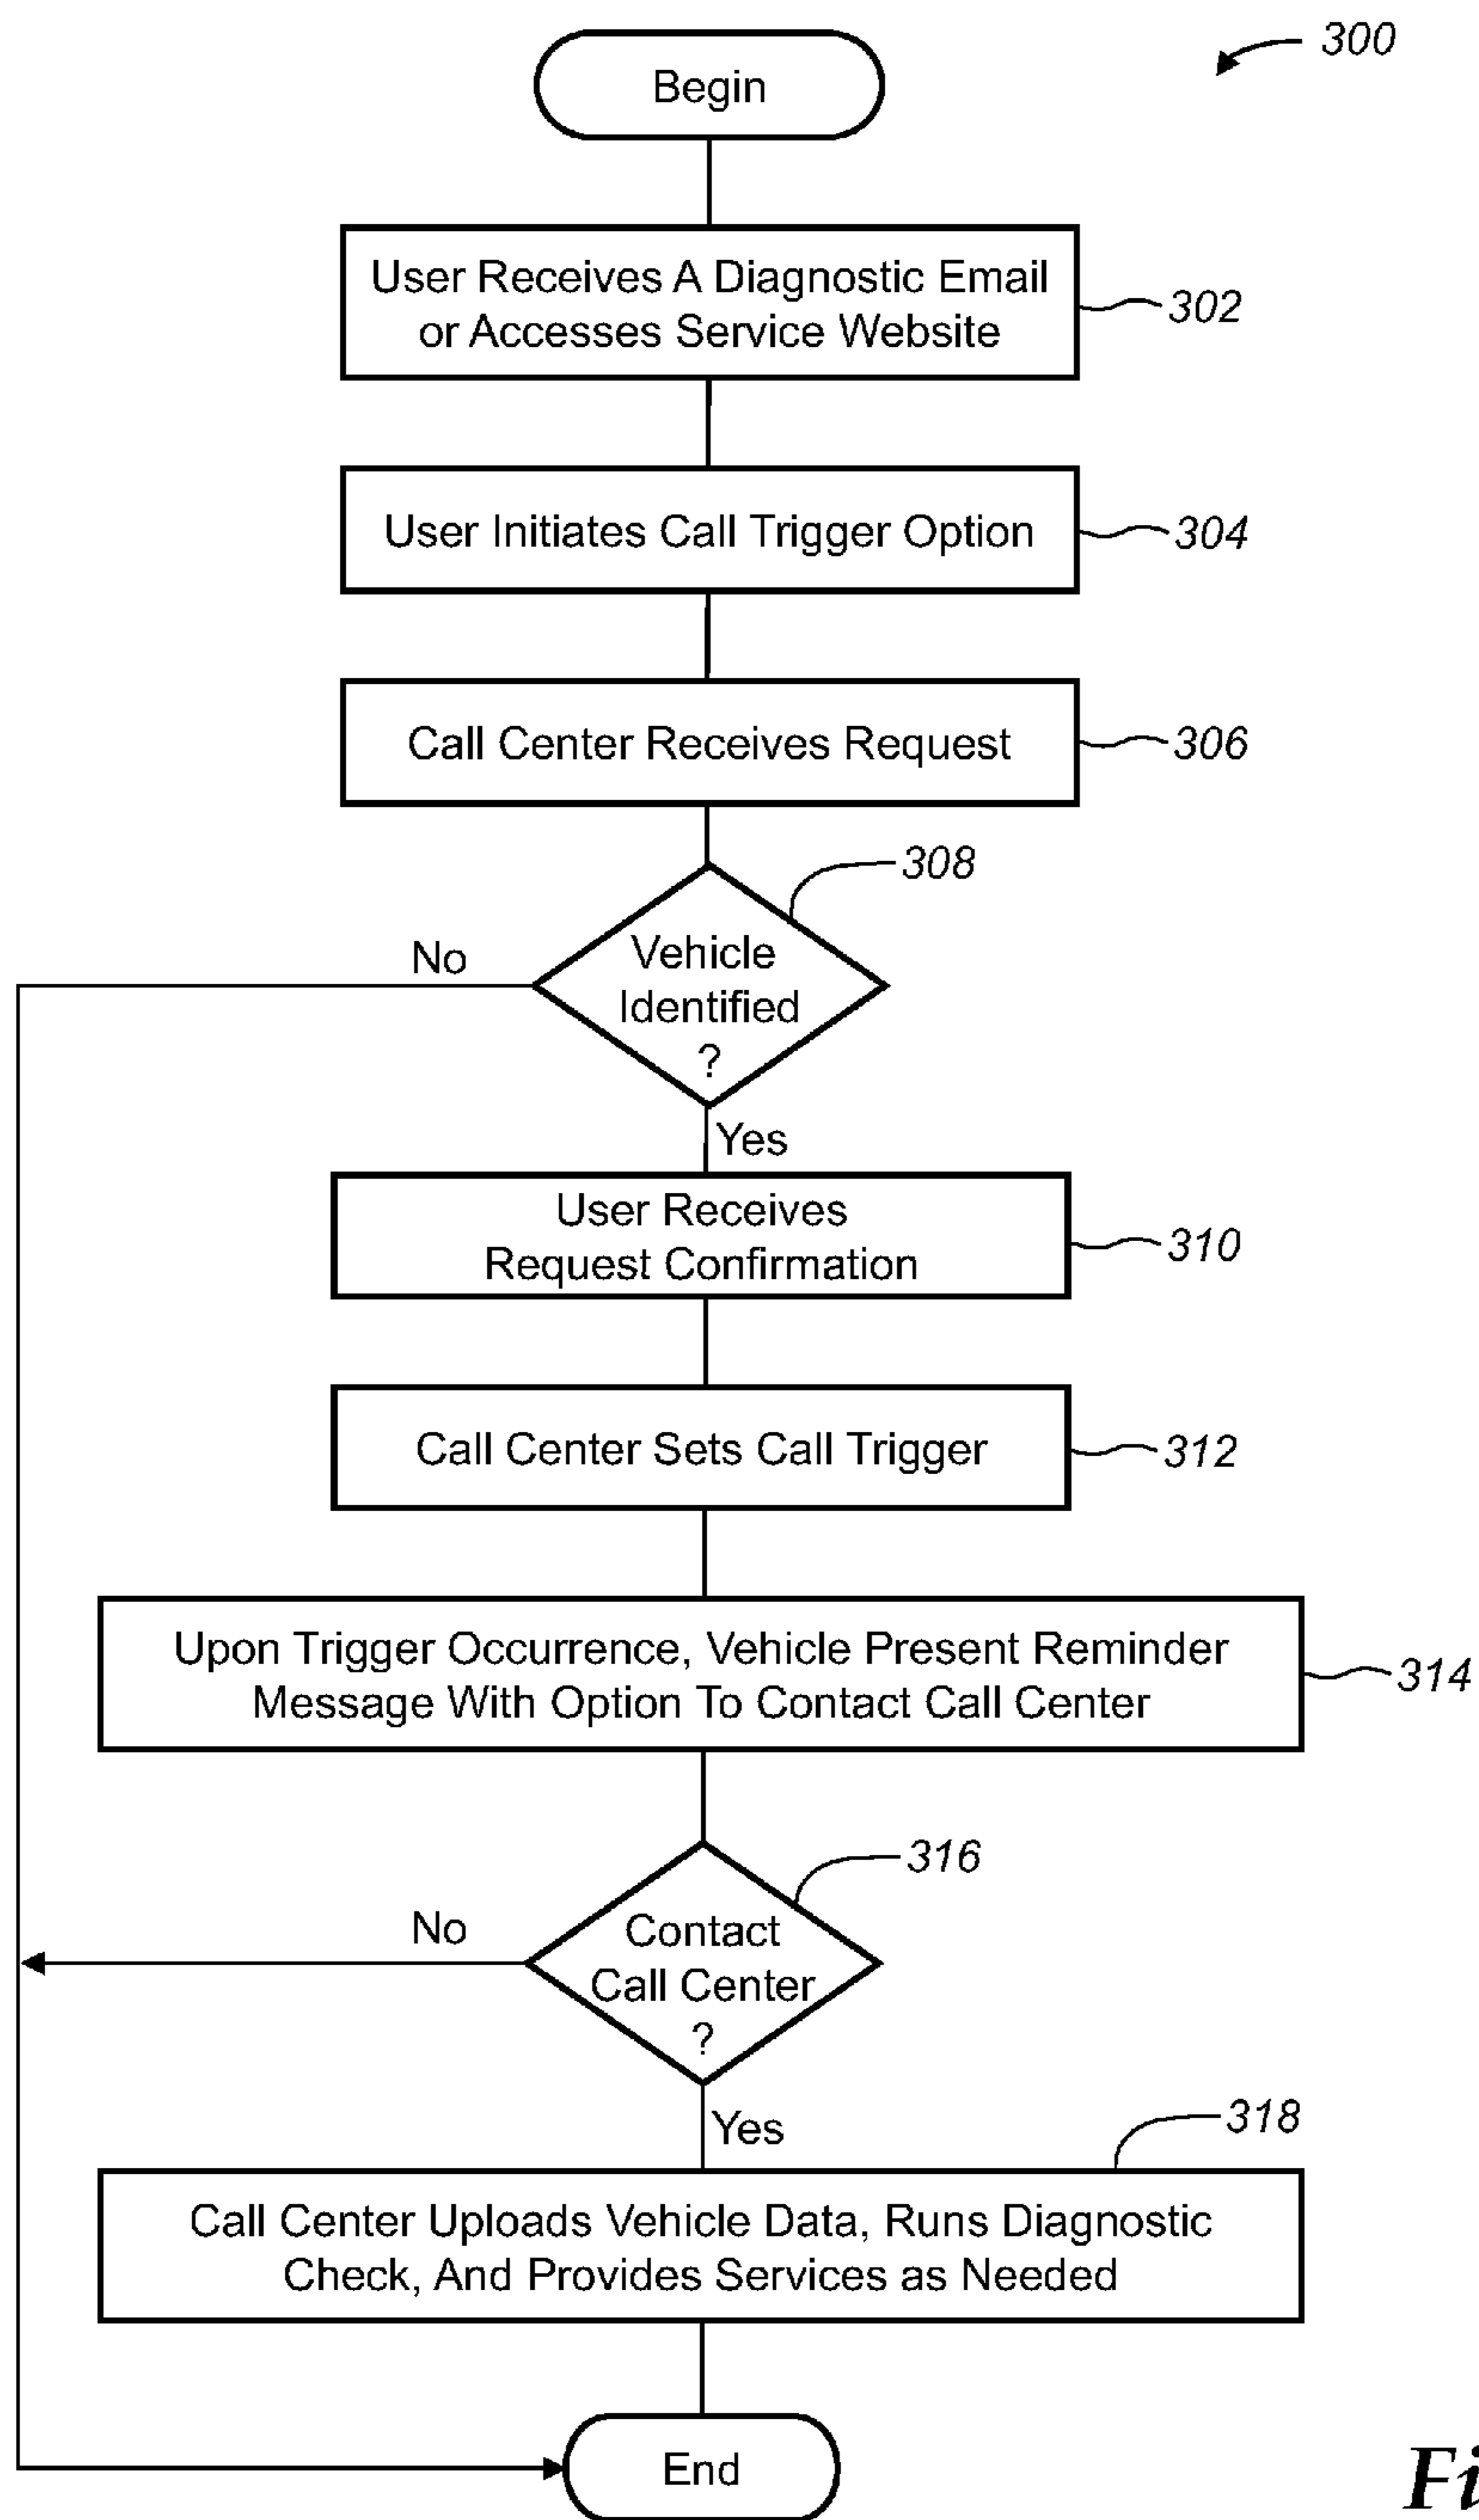 300
Begin
User Receives A Diagnostic Email
or Accesses Service Website
302
User Initiates Call Trigger Option
304
Call Center Receives Request
306
308
No
Vehicle
Identified
?
Yes
User Receives
Request Confirmation
310
Call Center Sets Call Trigger
312
Upon Trigger Occurrence, Vehicle Present Reminder
Message With Option To Contact Call Center
314
316
No
Contact
Call Center
?
Yes
318
Call Center Uploads Vehicle Data, Runs Diagnostic
Check, And Provides Services as Needed
End